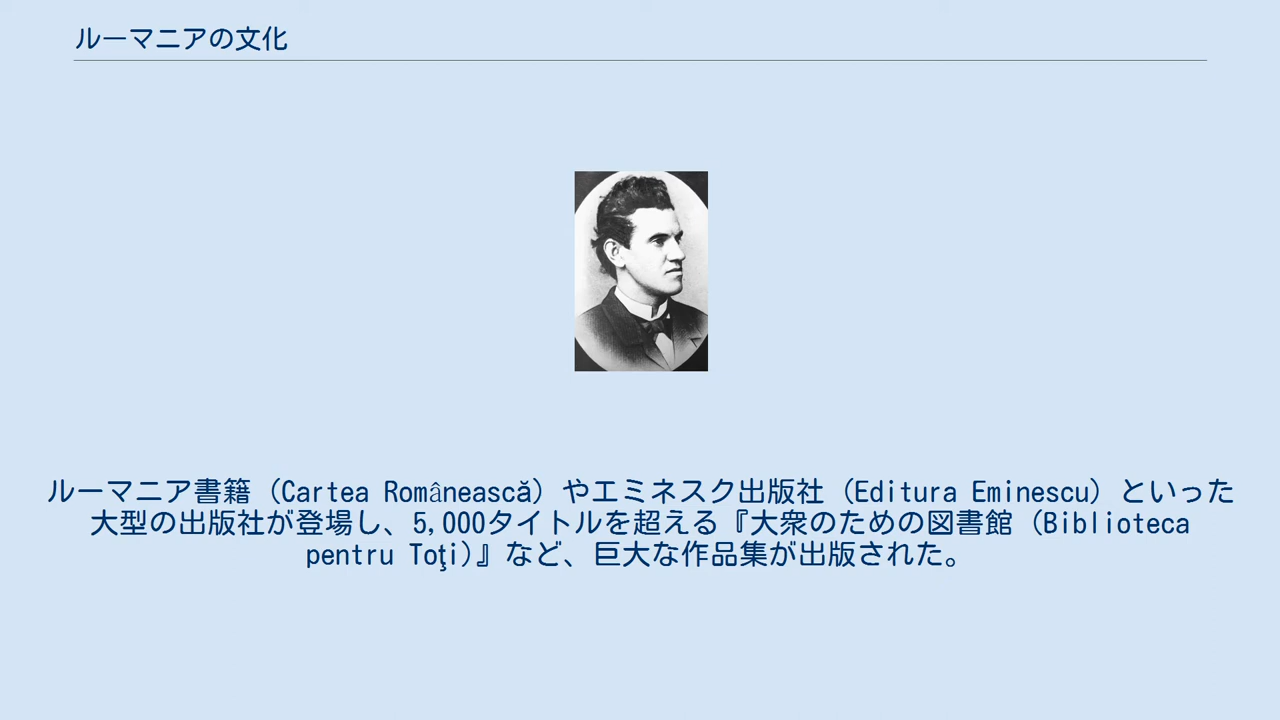 ルーマニアの文化
ルーマニア書籍（Cartea Românească）やエミネスク出版社（Editura Eminescu）といった
大型の出版社が登場し、5,000タイトルを超える『大衆のための図書館（Biblioteca
pentru Toţi)』など、巨大な作品集が出版された。